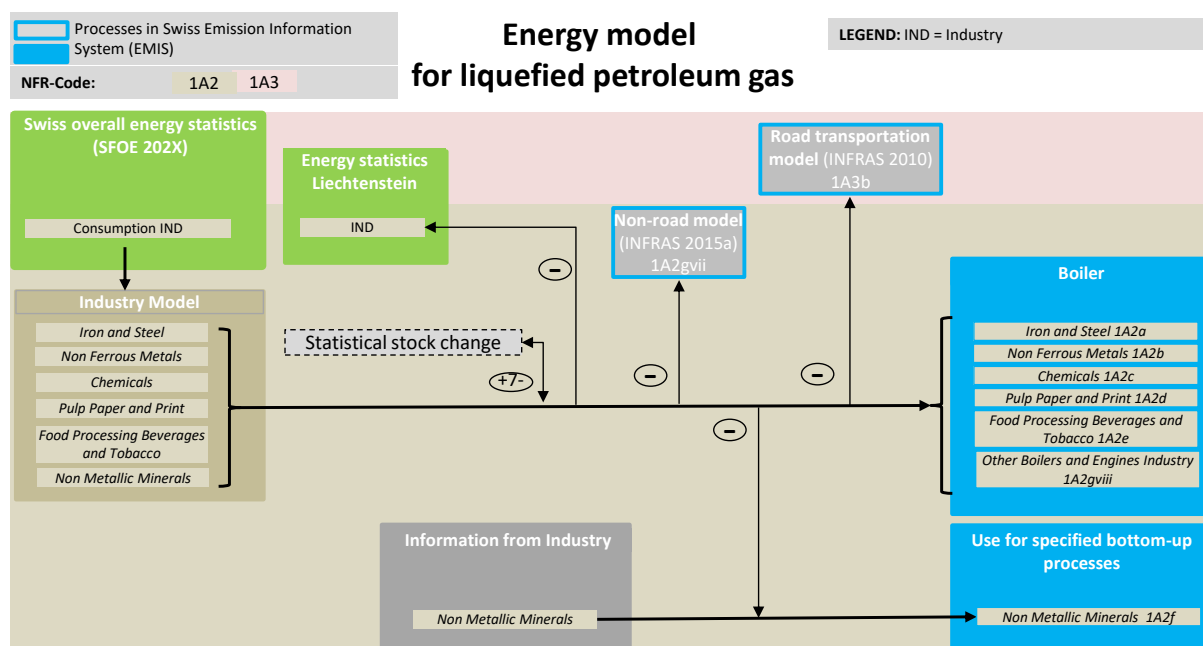 Processes in Swiss Emission Information
System (EMIS)
NFR-Code: 1A2 1A3
Energy model
for liquefied petroleum gas
LEGEND: IND = Industry
Swiss overall energy statistics
(SFOE 202X)
Consumption IND
Energy statistics
Liechtenstein
IND
Non-road model
(INFRAS 2015a)
1A2gvii
Road transportation
model (INFRAS 2010)
1A3b
Industry Model
Iron and Steel
Non Ferrous Metals
Chemicals
Pulp Paper and Print
Food Processing Beverages
and Tobacco
Non Metallic Minerals
Statistical stock change
+7-
−
−
−
−
Boiler
Iron and Steel 1A2a
Non Ferrous Metals 1A2b
Chemicals 1A2c
Pulp Paper and Print 1A2d
Food Processing Beverages and
Tobacco 1A2e
Other Boilers and Engines Industry
1A2gviii
Information from Industry
Non Metallic Minerals
Use for specified bottom-up
processes
Non Metallic Minerals 1A2f